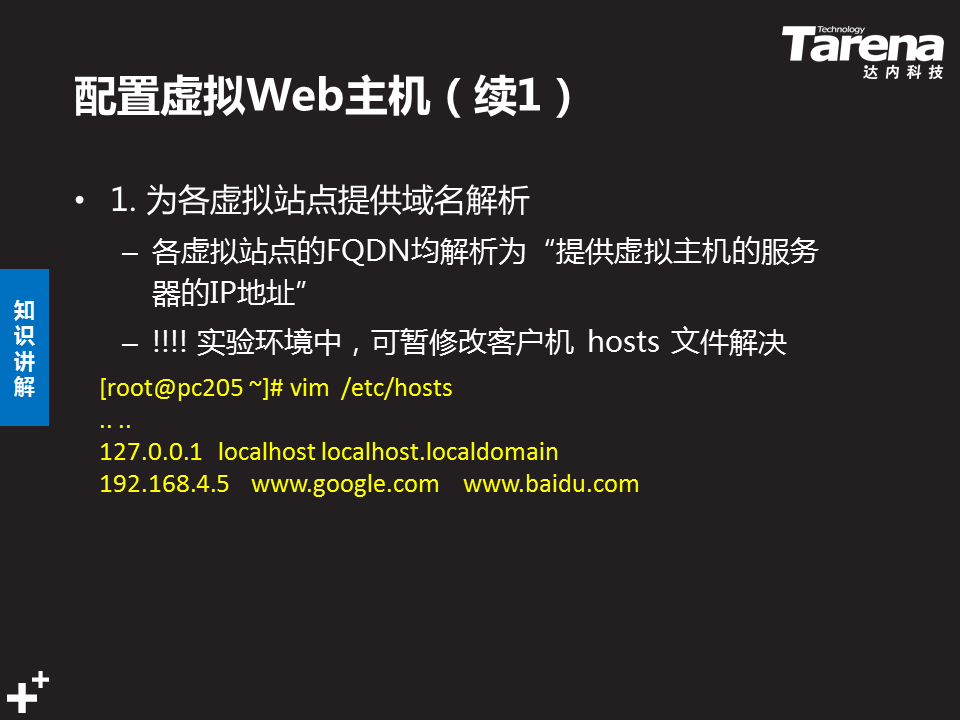 Technology
Tarena
达内科技
配置虚拟Web主机（续1）
• 1. 为各虚拟站点提供域名解析
– 各虚拟站点的FQDN均解析为“提供虚拟主机的服务
器的IP地址”
– !!!! 实验环境中，可暂修改客户机 hosts 文件解决
知识讲解
[root@pc205 ~]# vim /etc/hosts
.. ..
127.0.0.1 localhost localhost.localdomain
192.168.4.5 www.google.com www.baidu.com